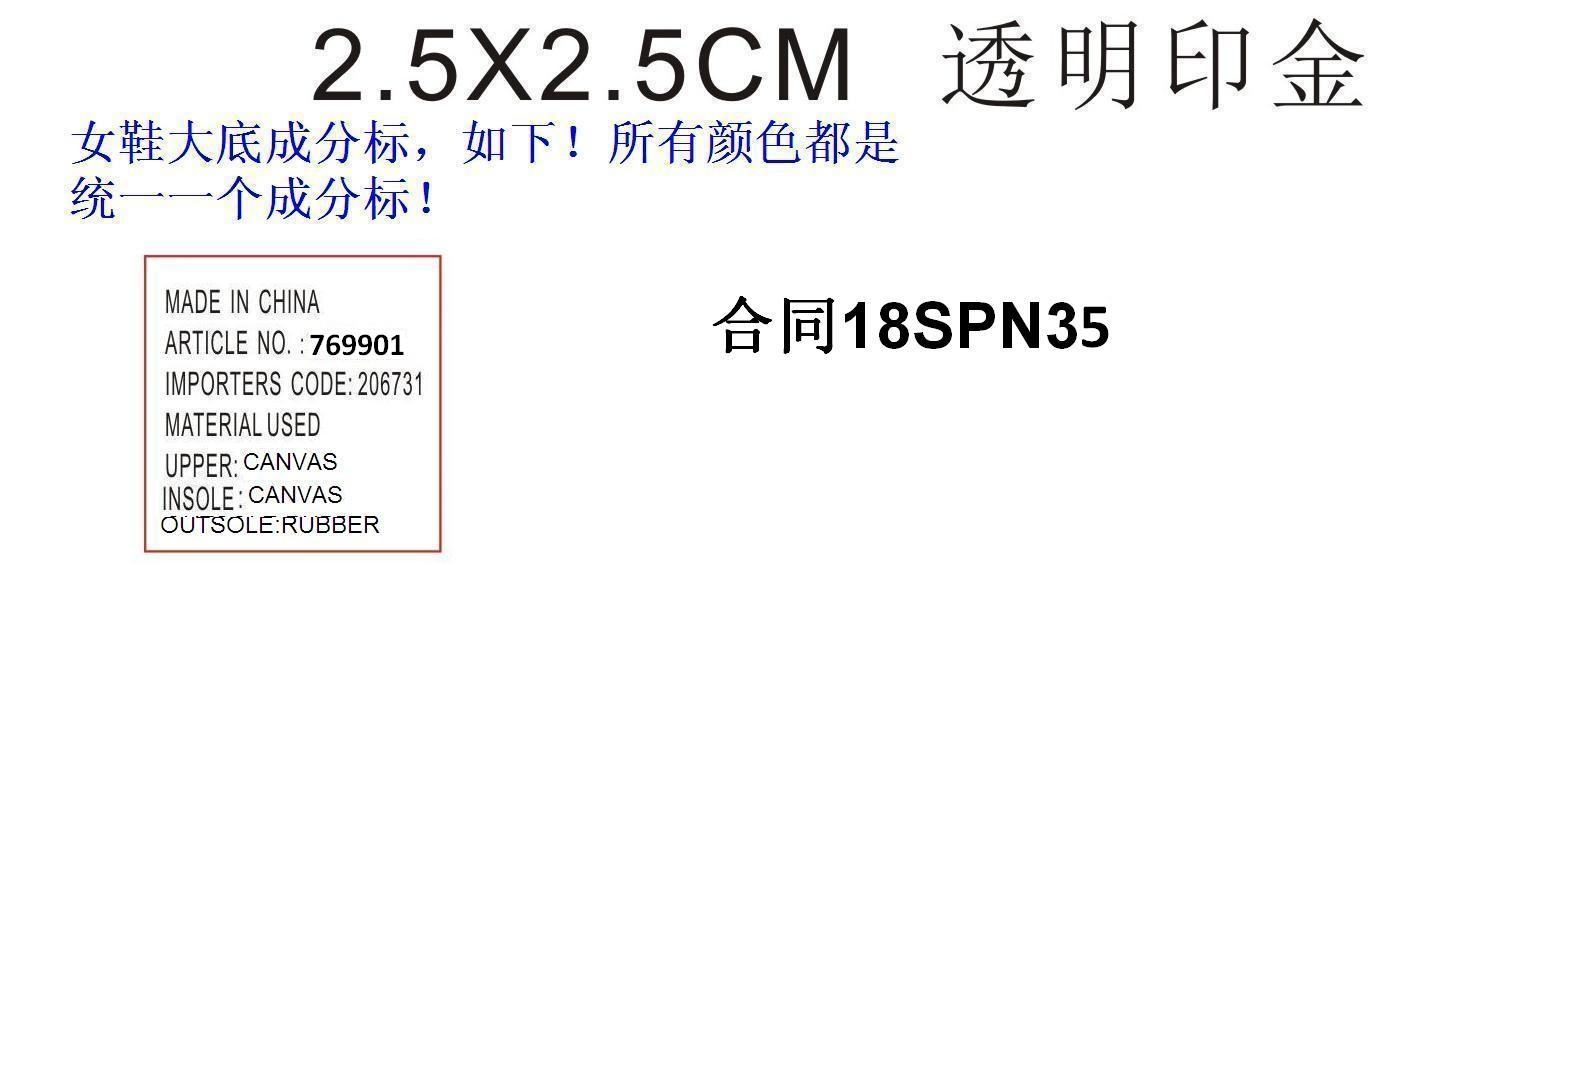 2.5X2.5CM 透明印金
女鞋大底成分标，如下！所有颜色都是
统一一个成分标！
MADE IN CHINA
ARTICLE NO. : 769901
IMPORTERS CODE: 206731
MATERIAL USED
UPPER: CANVAS
INSOLE: CANVAS
OUTSOLE:RUBBER
合同18SPN35